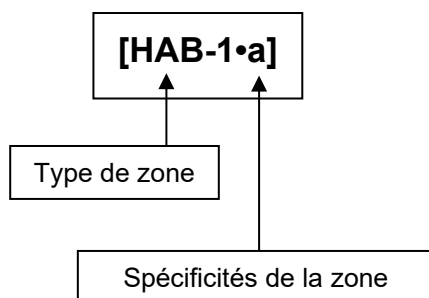 [HAB-1•a]
Type de zone
Spécificités de la zone